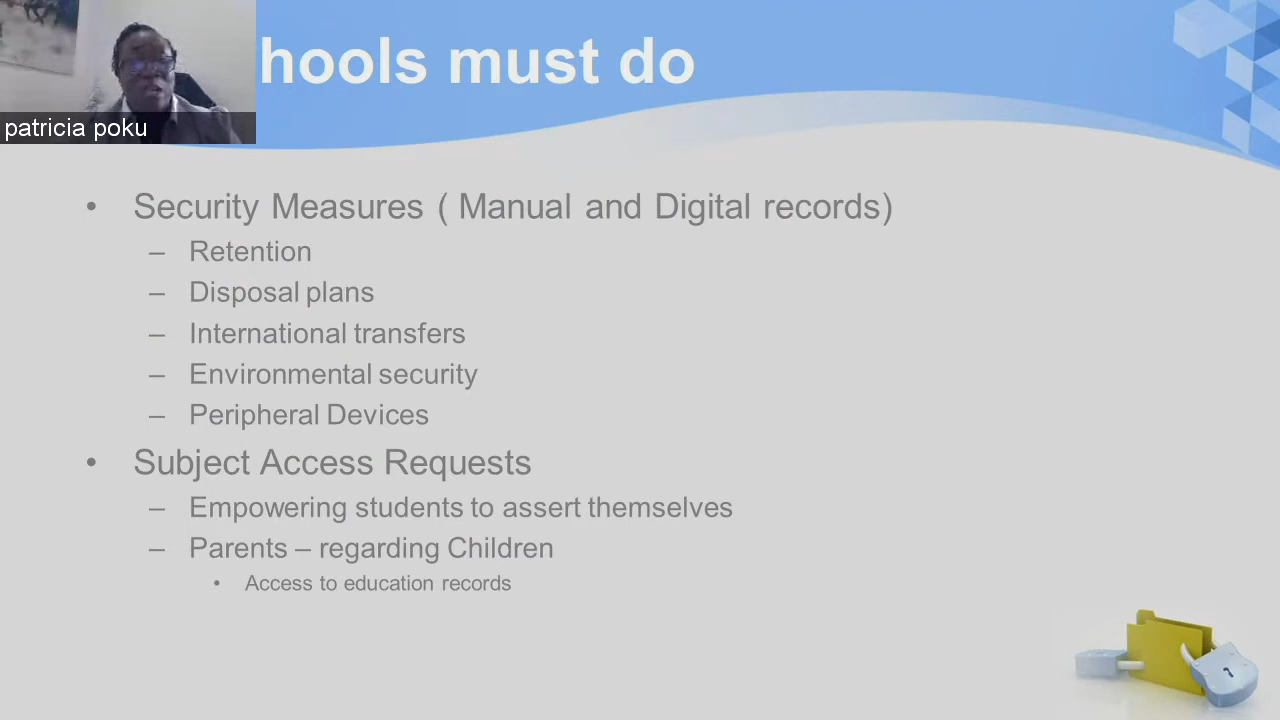 hools must do
patricia poku
• Security Measures ( Manual and Digital records)
– Retention
– Disposal plans
– International transfers
– Environmental security
– Peripheral Devices
• Subject Access Requests
– Empowering students to assert themselves
– Parents – regarding Children
• Access to education records